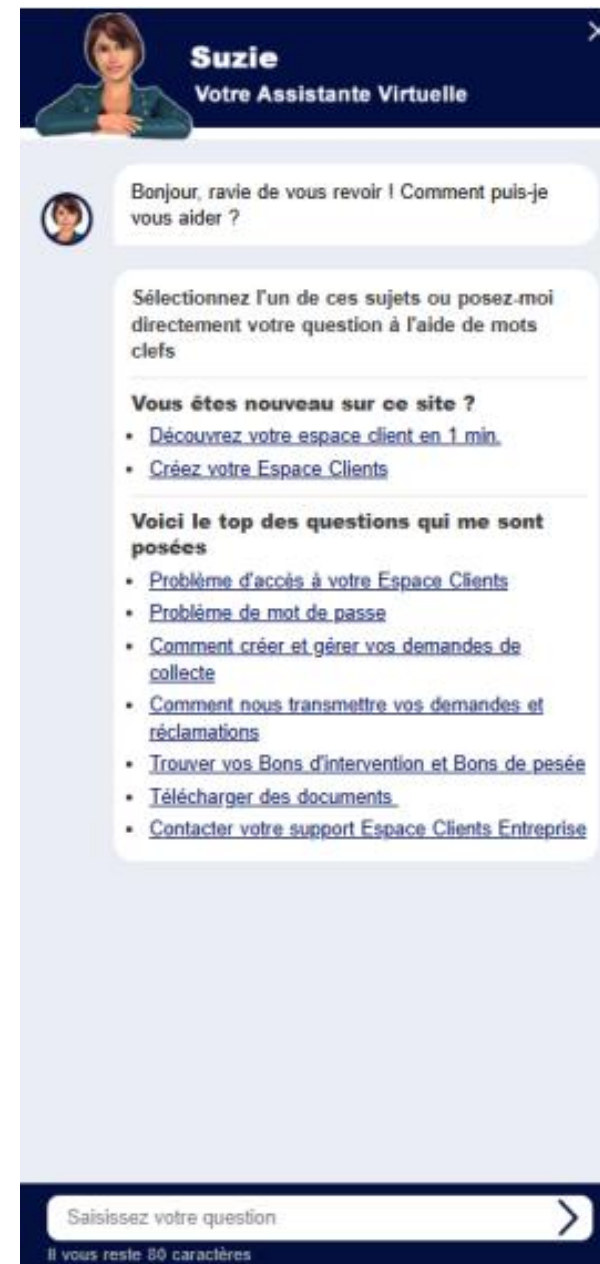 Suzie
Votre Assistante Virtuelle
Bonjour, ravie de vous revoir ! Comment puis-je
vous aider ?
Sélectionnez l'un de ces sujets ou posez-moi
directement votre question à l'aide de mots
clefs
Vous êtes nouveau sur ce site ?
• Découvrez votre espace client en 1 min.
• Créez votre Espace Clients
Voici le top des questions qui me sont
posées
• Problème d'accès à votre Espace Clients
• Problème de mot de passe
• Comment créer et gérer vos demandes de
collecte
• Comment nous transmettre vos demandes et
réclamations
• Trouver vos Bons d'intervention et Bons de pesée
• Télécharger des documents
• Contacter votre support Espace Clients Entreprise
Saisissez votre question
Il vous reste 80 caractères